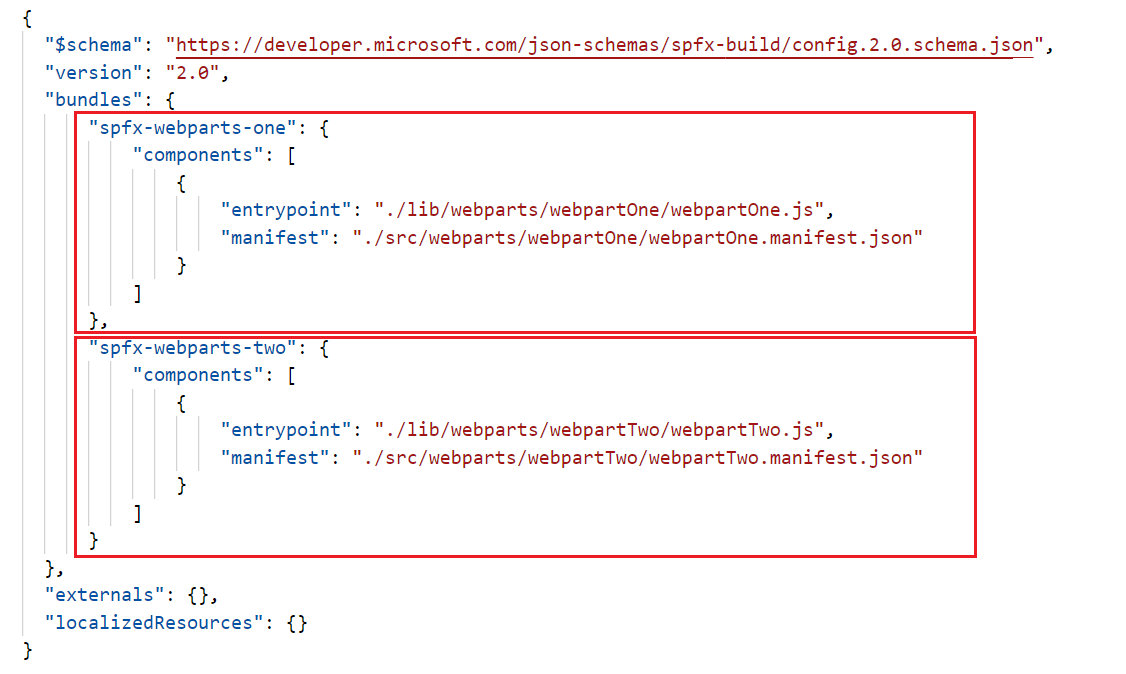 {
"$schema": "https://developer.microsoft.com/json-schemas/spfx-build/config.2.0.schema.json",
"version": "2.0",
"bundles": {
"spfx-webparts-one": {
"components": [
{
"entrypoint": "./lib/webparts/webpartOne/webpartOne.js",
"manifest": "./src/webparts/webpartOne/webpartOne.manifest.json"
}
]
},
"spfx-webparts-two": {
"components": [
{
"entrypoint": "./lib/webparts/webpartTwo/webpartTwo.js",
"manifest": "./src/webparts/webpartTwo/webpartTwo.manifest.json"
}
]
}
},
"externals": {},
"localizedResources": {}
}